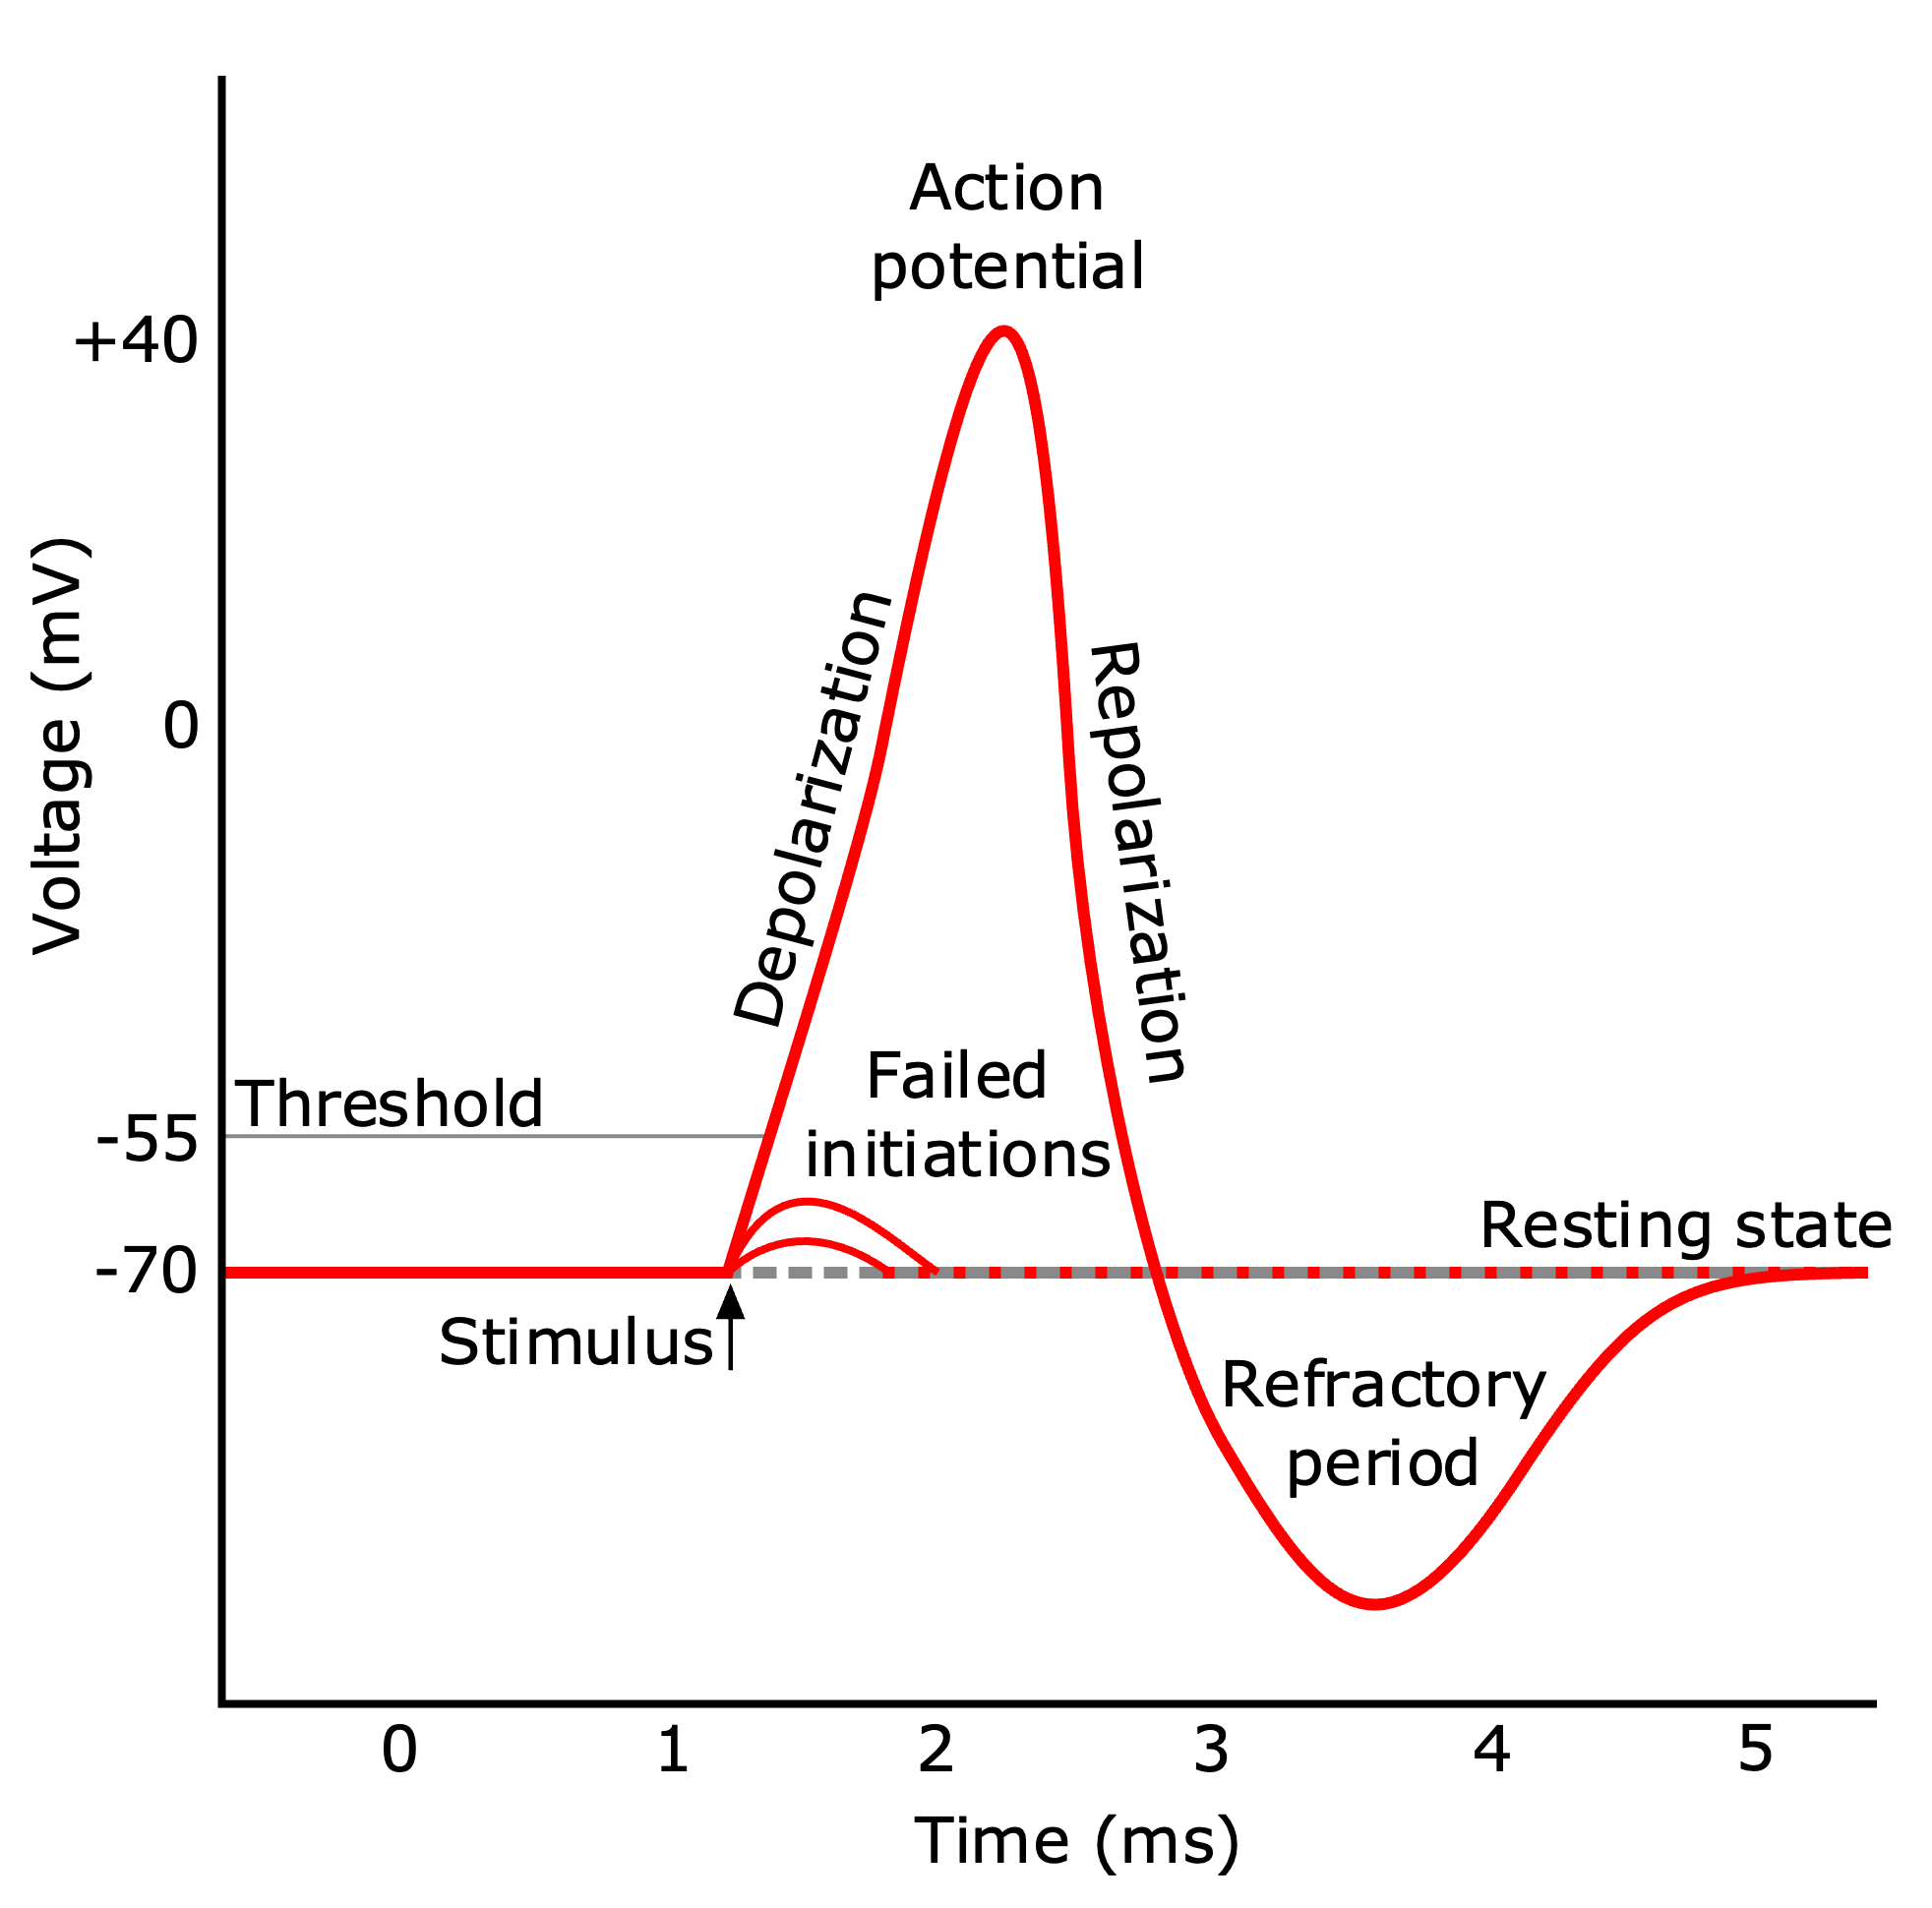 Action
potential
+40
Voltage (mV)
0
Depolarization
Repolarization
Failed
initiations
Threshold
-55
-70
Resting state
Stimulus
Refractory
period
0 1 2 3 4 5
Time (ms)